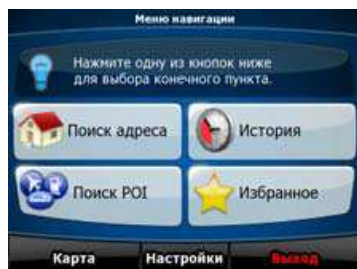 Меню навигации
Нажмите одну из кнопок ниже
для выбора конечного пункта.
Поиск адреса
История
Поиск POI
Избранное
Карта
Настройки
Выход